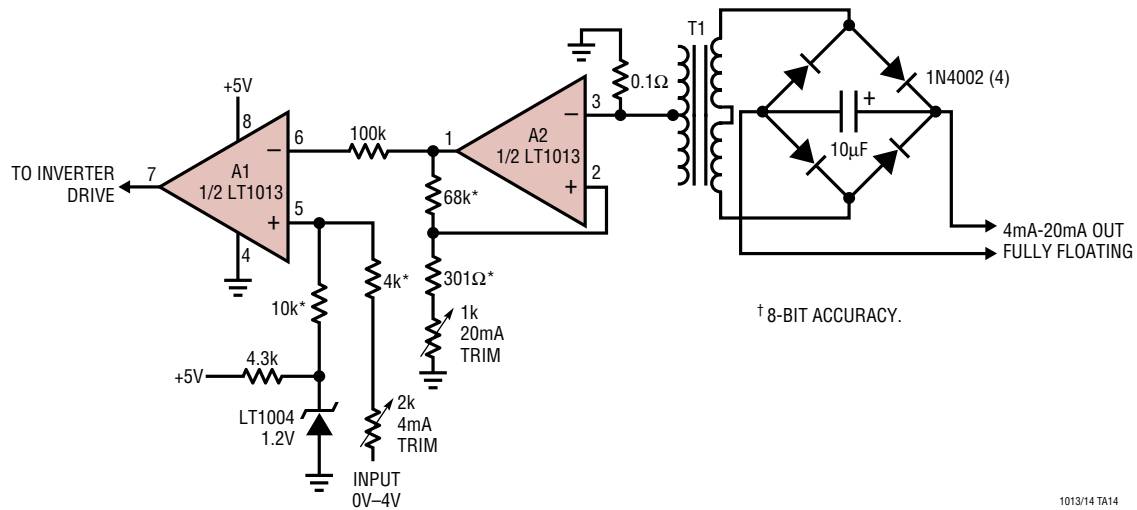 T1
0.1Ω
1N4002 (4)
+
10µF
+5V
8
6
–
A1
1/2 LT1013
7
TO INVERTER
DRIVE
+
5
4
100k
1
3
–
A2
1/2 LT1013
+
2
68k*
4mA-20mA OUT
FULLY FLOATING
10k*
4k*
301Ω*
1k
20mA
TRIM
† 8-BIT ACCURACY.
+5V
4.3k
LT1004
1.2V
2k
4mA
TRIM
INPUT
0V–4V
1013/14 TA14